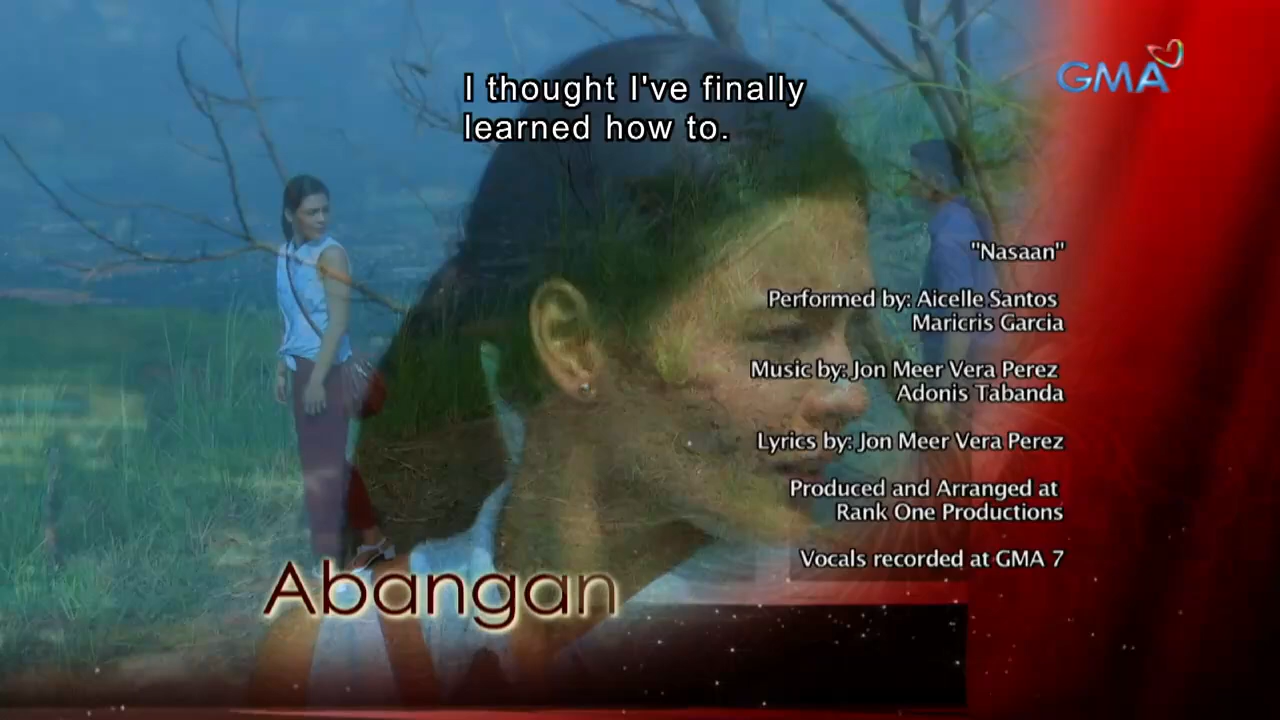 I thought I've finally
learned how to.
GMA
"Nasaan"
Performed by: Aicelle Santos
Maricris Garcia
Music by: Jon Meer Vera Perez
Adonis Tabanda
Lyrics by: Jon Meer Vera Perez
Produced and Arranged at
Rank One Productions
Vocals recorded at GMA 7
Abangan